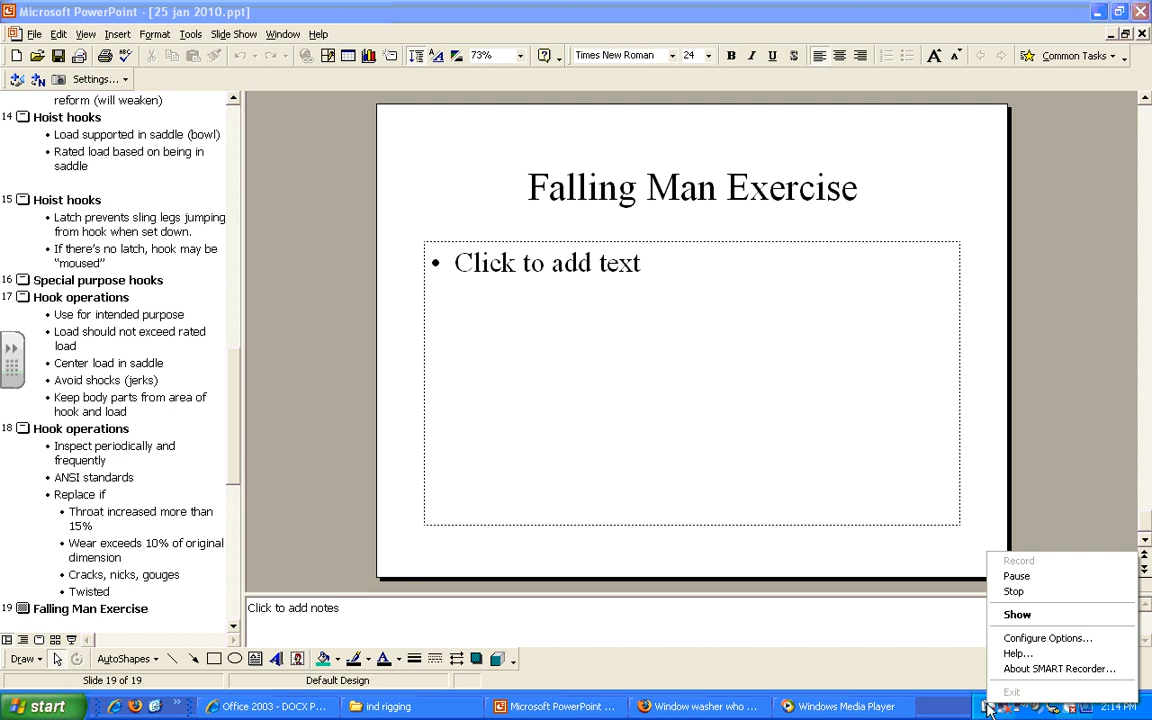 Microsoft PowerPoint - [25 jan 2010.ppt]
File Edit View Insert Format Tools Slide Show Window Help
73% Times New Roman 24 B I U S A A Common Tasks
Settings...
reform (will weaken)
14 Hoist hooks
• Load supported in saddle (bowl)
• Rated load based on being in
saddle
15 Hoist hooks
• Latch prevents sling legs jumping
from hook when set down.
• If there's no latch, hook may be
"moused"
16 Special purpose hooks
17 Hook operations
• Use for intended purpose
• Load should not exceed rated
load
• Center load in saddle
• Avoid shocks (jerks)
• Keep body parts from area of
hook and load
18 Hook operations
• Inspect periodically and
frequently
• ANSI standards
• Replace if
• Throat increased more than
15%
• Wear exceeds 10% of original
dimension
• Cracks, nicks, gouges
• Twisted
19 Falling Man Exercise
Falling Man Exercise
• Click to add text
Click to add notes
Record
Pause
Stop
Show
Configure Options...
Help...
About SMART Recorder...
Exit
Draw AutoShapes
Slide 19 of 19 Default Design
start Office 2003 - DOCX P... ind rigging Microsoft PowerPoint ... Window washer who ... Windows Media Player 2:14 PM